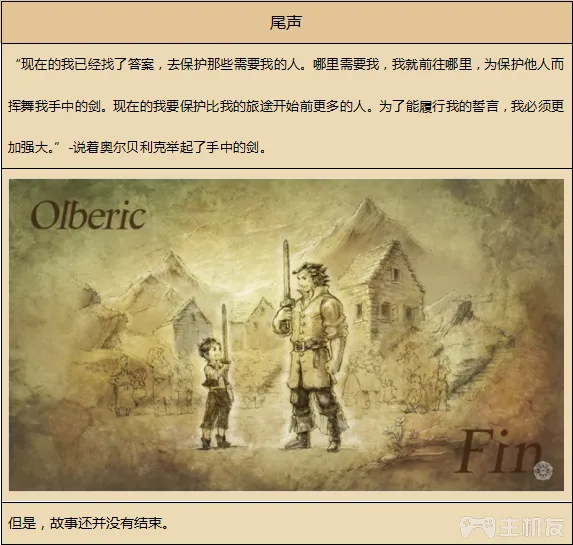 尾声
“现在的我已经找了答案，去保护那些需要我的人。哪里需要我，我就前往哪里，为保护他人而
挥舞我手中的剑。现在的我要保护比我的旅途开始前更多的人。为了能履行我的誓言，我必须更
加强大。”-说着奥尔贝利克举起了手中的剑。
Olberic
Fin
但是，故事还并没有结束。
主机友